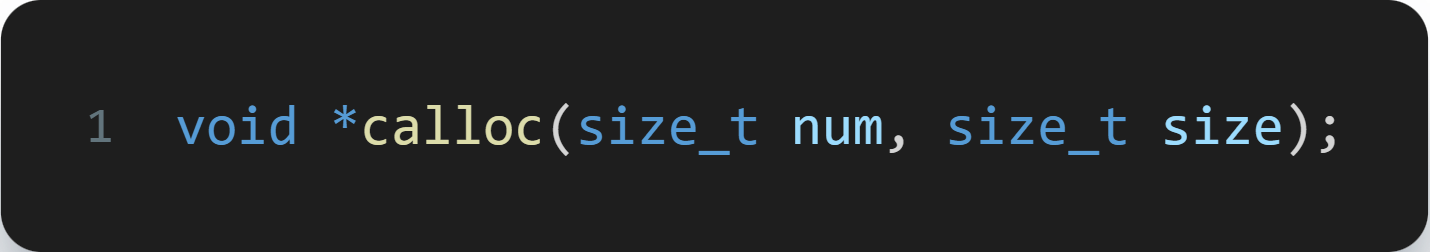 1 void *calloc(size_t num, size_t size);